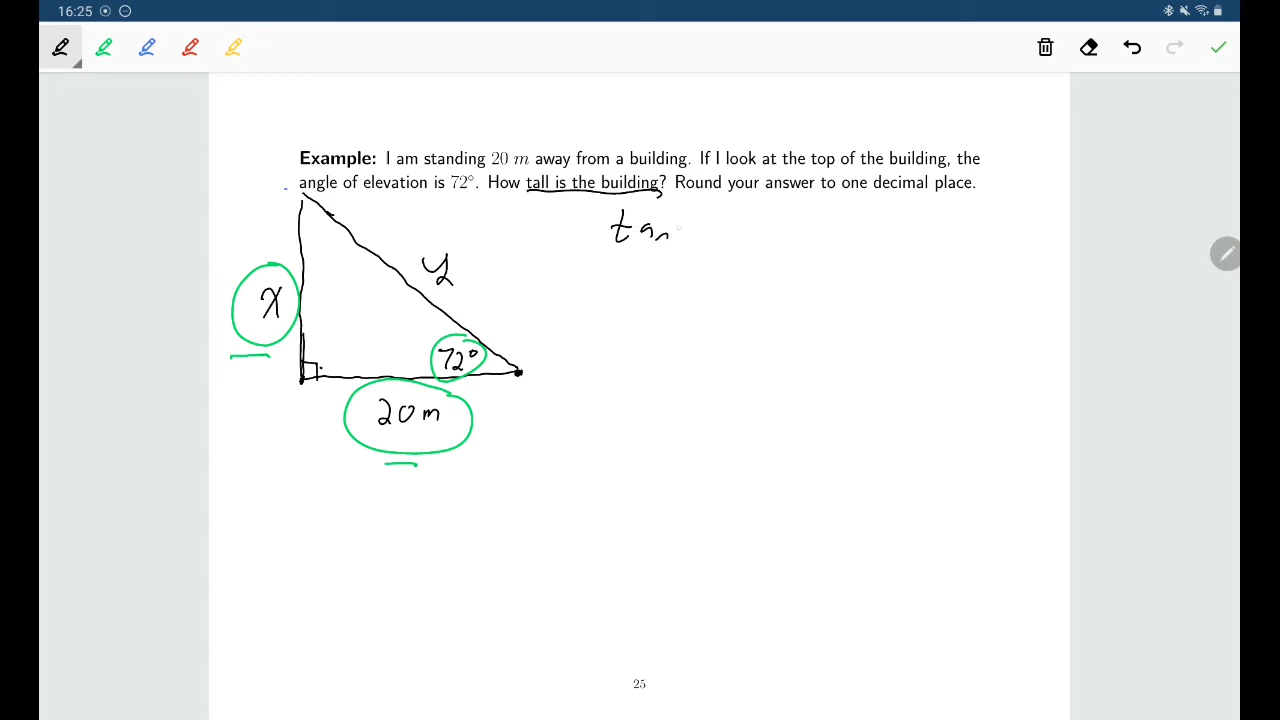 16:25
Example: I am standing 20 m away from a building. If I look at the top of the building, the
angle of elevation is 72°. How tall is the building? Round your answer to one decimal place.
tan
y
x
72°
20 m
25